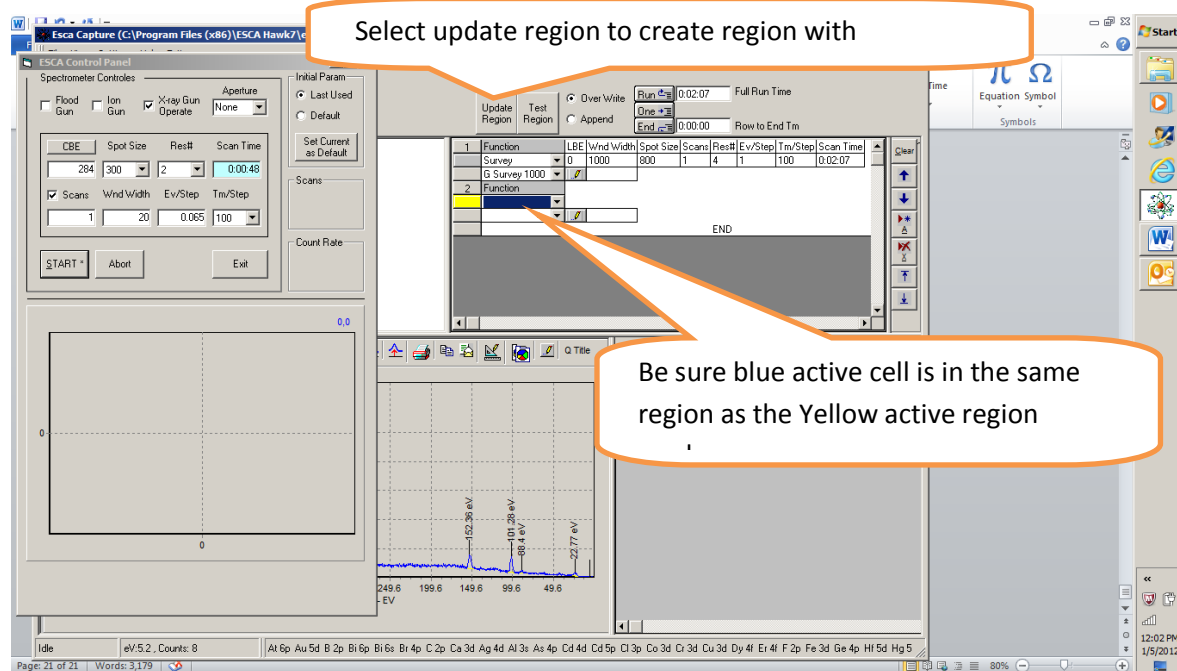 Select update region to create region with
Esca Capture (C:\Program Files (x86)\ESCA Hawk7\e
ESCA Control Panel
Spectrometer Controles
Flood Gun
Ion Gun
X-ray Gun Operate
Aperture
None
CBE Spot Size Res# Scan Time
284 300 2 0:00:48
Scans Wnd Width Ev/Step Tm/Step
1 20 0.065 100
START * Abort Exit
Initial Param
Last Used
Default
Set Current as Default
Scans
Count Rate
0,0
0
0
Update Region
Test Region
Over Write
Append
Run 0:02:07 Full Run Time
One
End 0:00:00 Row to End Tm
1 Function LBE Wnd Width Spot Size Scans Res# Ev/Step Tm/Step Scan Time
Survey 0 1000 800 1 4 1 100 0:02:07
G Survey 1000
2 Function
END
Clear
A
Be sure blue active cell is in the same
region as the Yellow active region
Q Title
152.36 eV
101.28 eV
88.4 eV
22.77 eV
249.6 199.6 149.6 99.6 49.6
- EV
Idle eV:5.2 , Counts: 8 At 6p Au 5d B 2p Bi 6p Bi 6s Br 4p C 2p Ca 3d Ag 4d Al 3s As 4p Cd 4d Cd 5p Cl 3p Co 3d Cr 3d Cu 3d Dy 4f Er 4f F 2p Fe 3d Ge 4p Hf 5d Hg 5
Page: 21 of 21 Words: 3,179
80%
Time
Equation Symbol
Symbols
Start
12:02 PM
1/5/2012